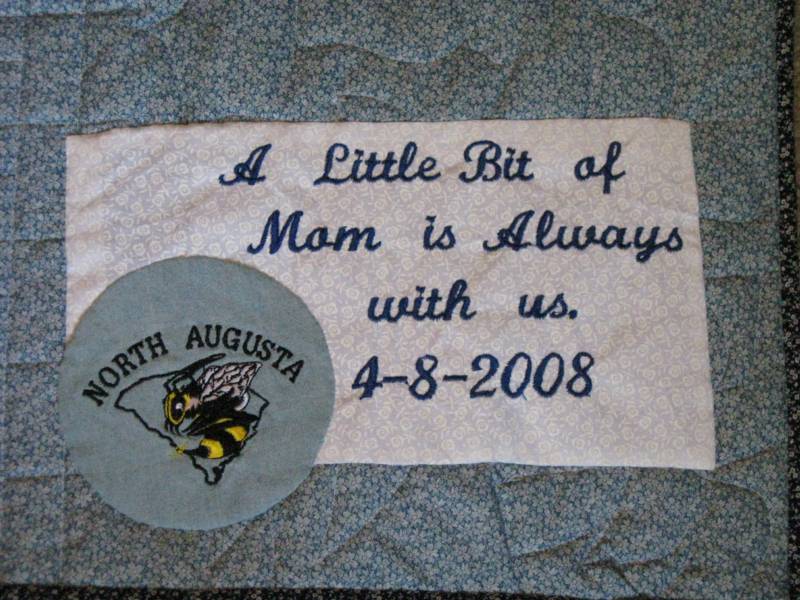 A Little Bit of
Mom is Always
with us.
4-8-2008
NORTH AUGUSTA